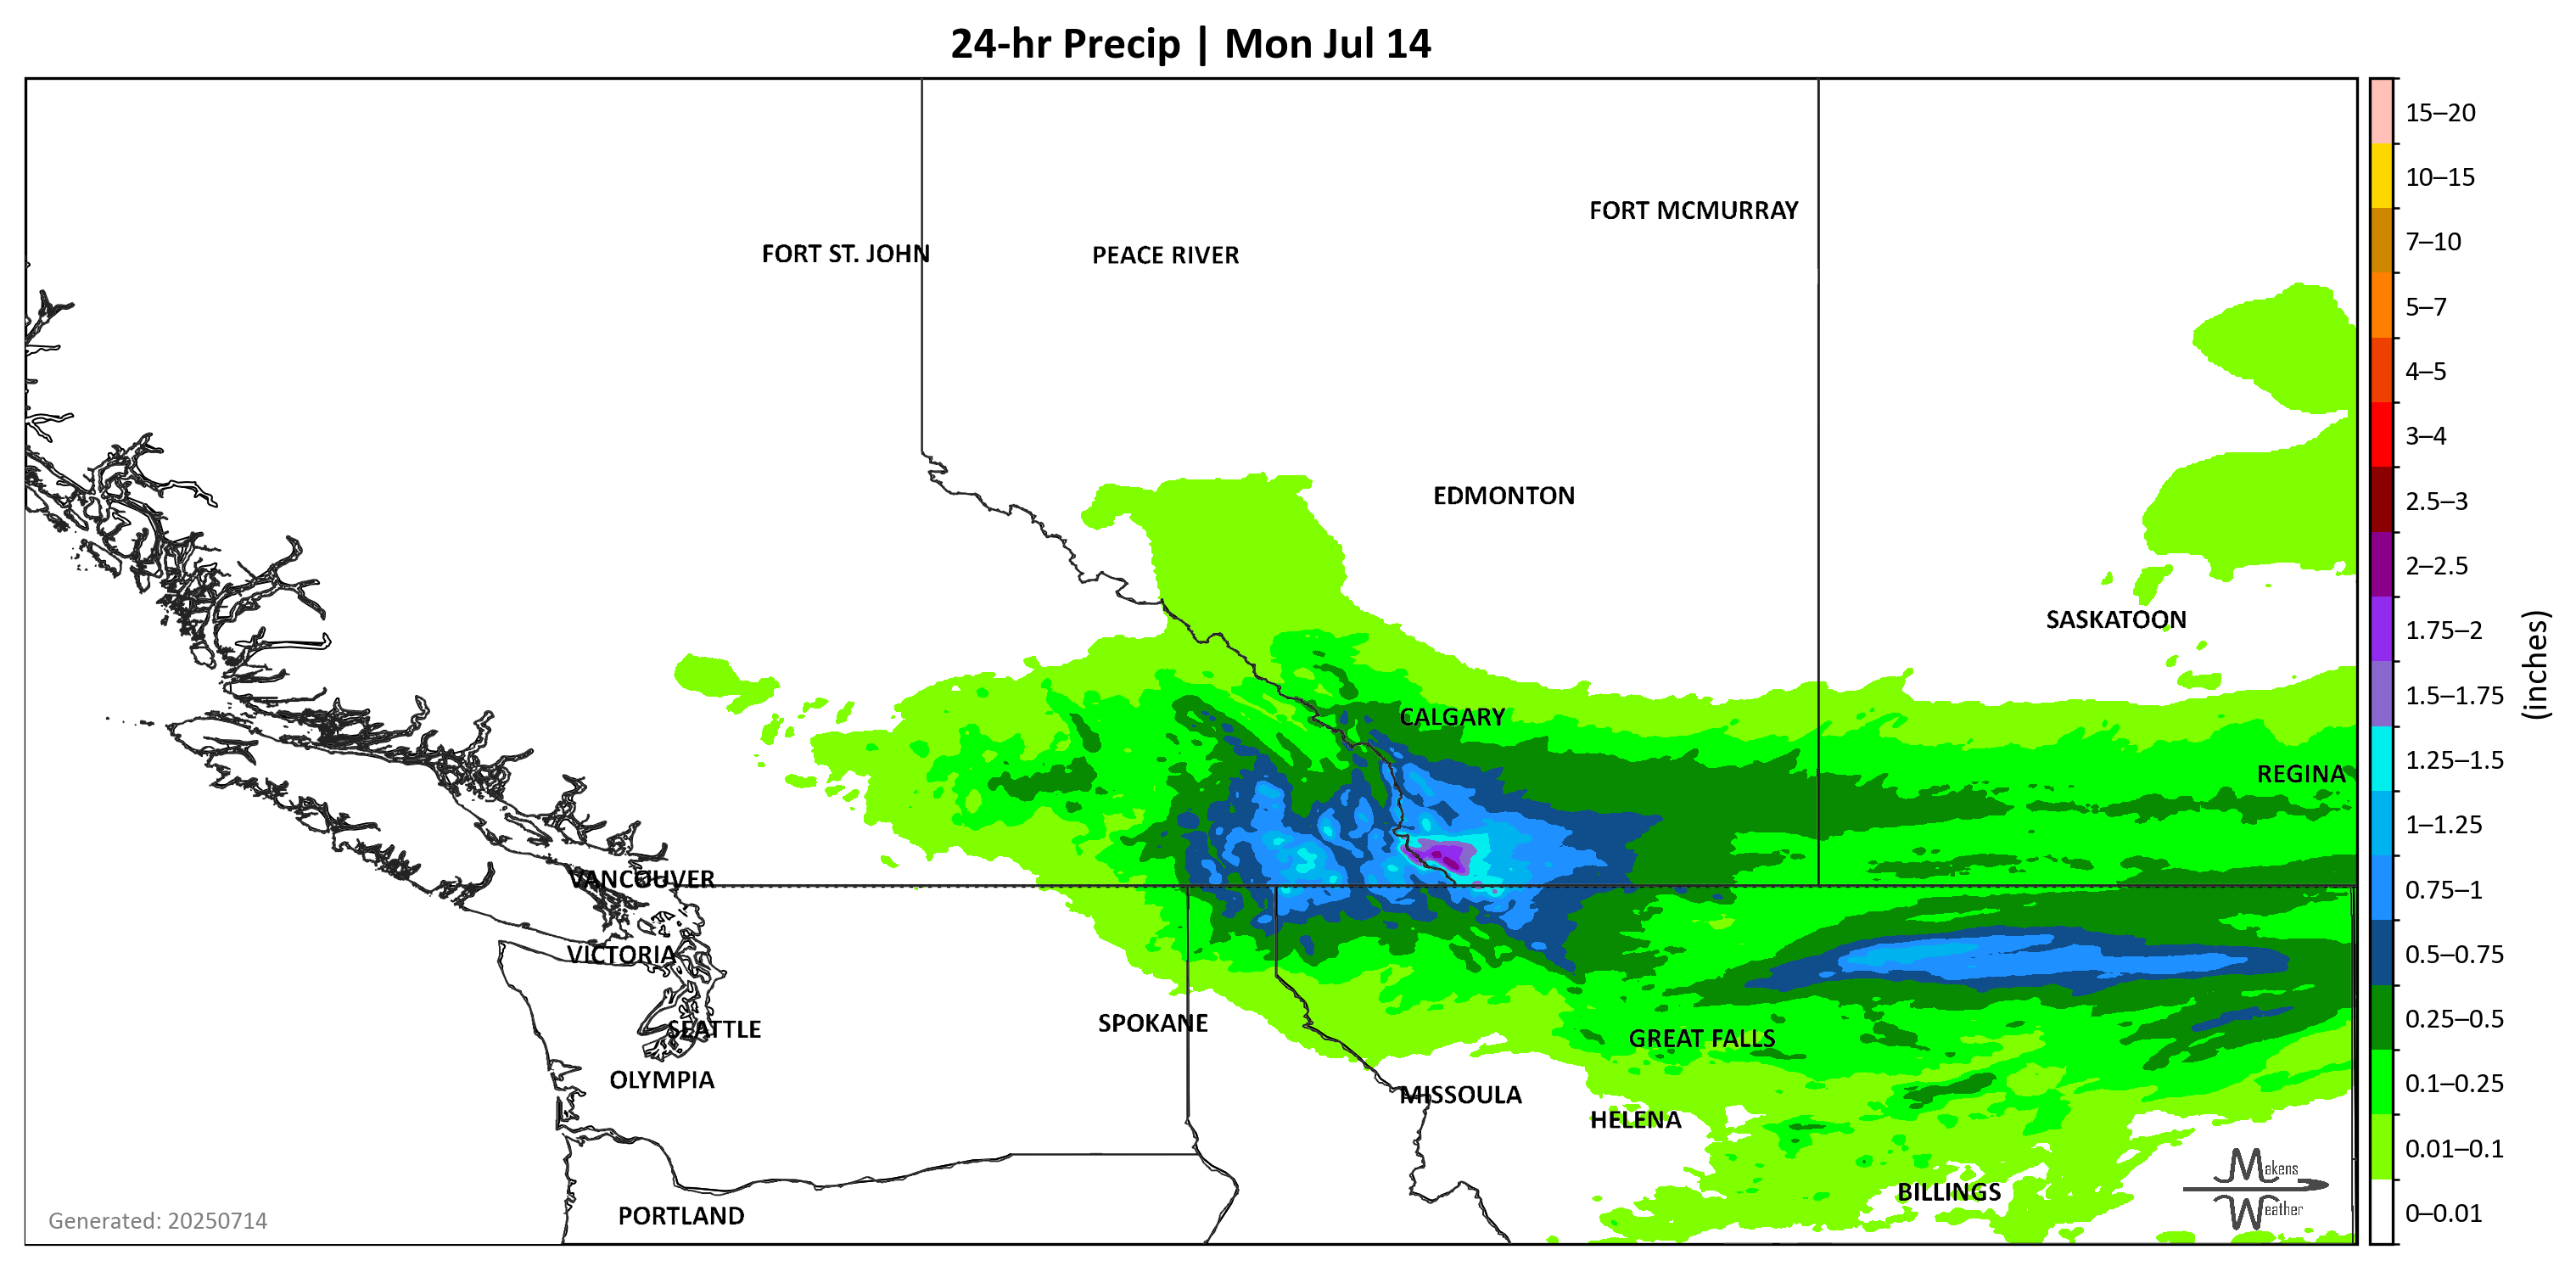 24-hr Precip | Mon Jul 14
FORT MCMURRAY
FORT ST. JOHN
PEACE RIVER
EDMONTON
SASKATOON
CALGARY
REGINA
VANCOUVER
VICTORIA
SPOKANE
SEATTLE
GREAT FALLS
OLYMPIA
MISSOULA
HELENA
BILLINGS
PORTLAND
Generated: 20250714
Makens
Weather
15–20
10–15
7–10
5–7
4–5
3–4
2.5–3
2–2.5
1.75–2
1.5–1.75
1.25–1.5
1–1.25
0.75–1
0.5–0.75
0.25–0.5
0.1–0.25
0.01–0.1
0–0.01
(inches)